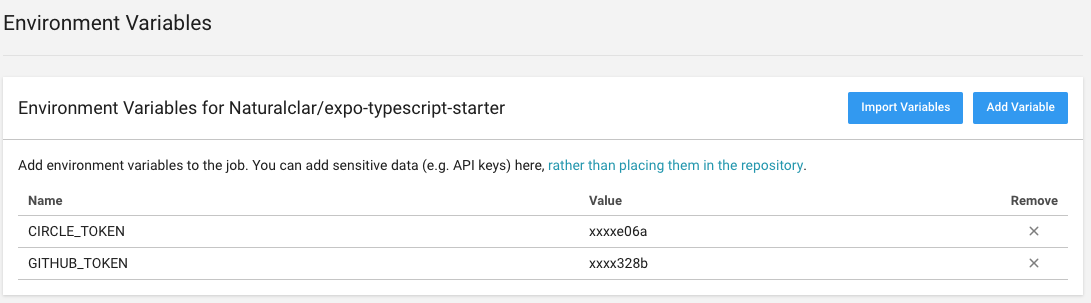 Environment Variables
Environment Variables for Naturalclar/expo-typescript-starter Import Variables Add Variable
Add environment variables to the job. You can add sensitive data (e.g. API keys) here, rather than placing them in the repository.
Name Value Remove
CIRCLE_TOKEN xxxxe06a ×
GITHUB_TOKEN xxxx328b ×